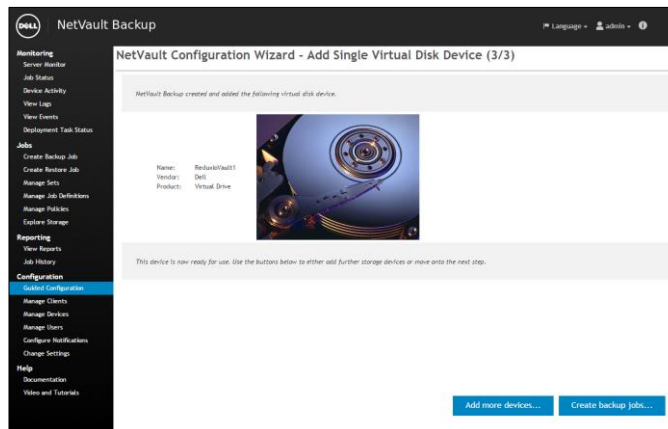 DELL
NetVault Backup
Language
admin
Monitoring
Server Monitor
Job Status
Device Activity
View Logs
View Events
Deployment Task Status
Jobs
Create Backup Job
Create Restore Job
Manage Sets
Manage Job Definitions
Manage Policies
Explore Storage
Reporting
View Reports
Job History
Configuration
Guided Configuration
Manage Clients
Manage Devices
Manage Users
Configure Notifications
Change Settings
Help
Documentation
Video and Tutorials
NetVault Configuration Wizard - Add Single Virtual Disk Device (3/3)
NetVault Backup created and added the following virtual disk device.
Name: ReduxioVault1
Vendor: Dell
Product: Virtual Drive
This device is now ready for use. Use the buttons below to either add further storage devices or move onto the next step.
Add more devices...
Create backup jobs...